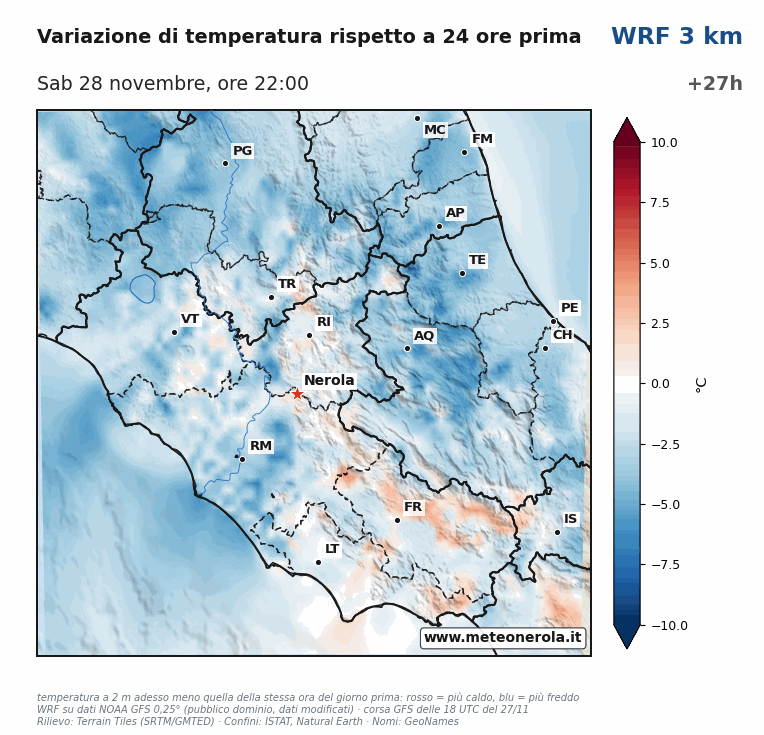 Variazione di temperatura rispetto a 24 ore prima
WRF 3 km
Sab 28 novembre, ore 22:00
+27h
MC
FM
PG
AP
TE
TR
PE
VT
RI
CH
AQ
Nerola
RM
FR
IS
LT
www.meteonerola.it
10.0
7.5
5.0
2.5
0.0
−2.5
−5.0
−7.5
−10.0
°C
temperatura a 2 m adesso meno quella della stessa ora del giorno prima: rosso = più caldo, blu = più freddo
WRF su dati NOAA GFS 0,25° (pubblico dominio, dati modificati) · corsa GFS delle 18 UTC del 27/11
Rilievo: Terrain Tiles (SRTM/GMTED) · Confini: ISTAT, Natural Earth · Nomi: GeoNames